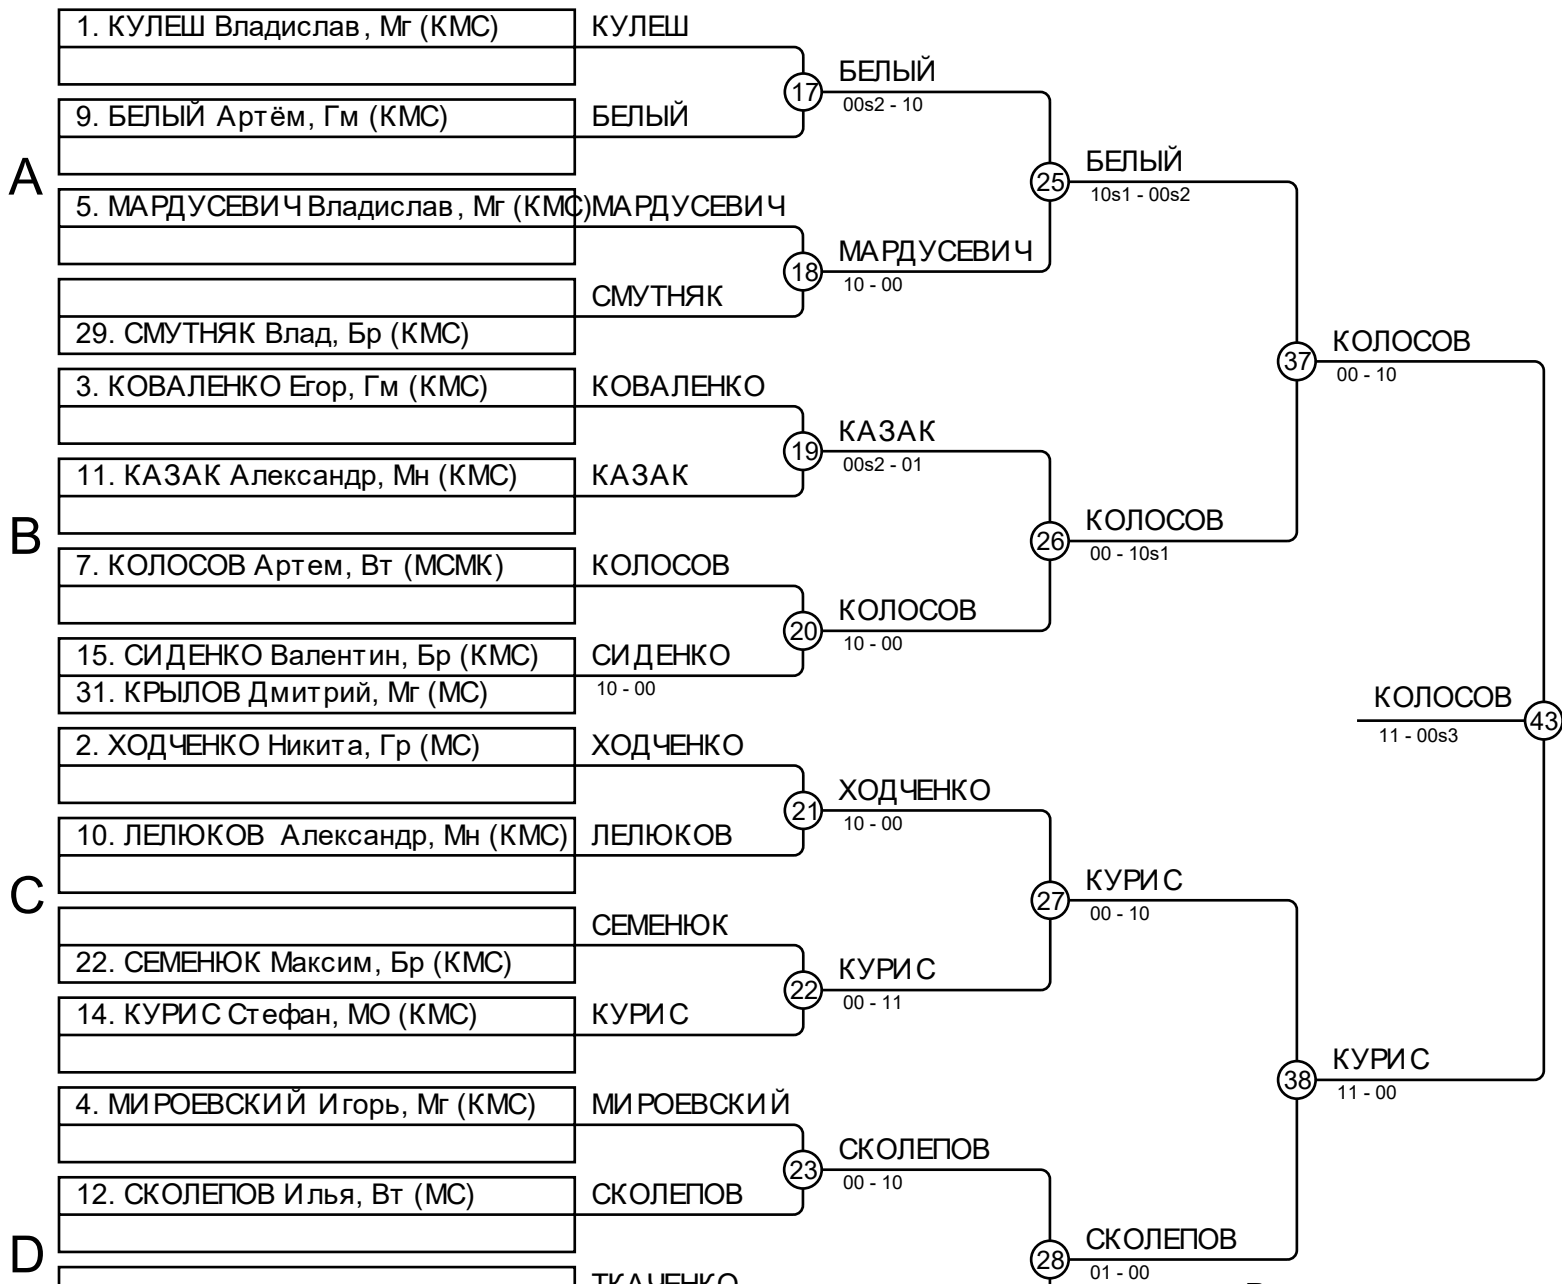 1. КУЛЕШ Владислав, Мг (КМС)
КУЛЕШ
17
БЕЛЫЙ
00s2 - 10
9. БЕЛЫЙ Артём, Гм (КМС)
БЕЛЫЙ
A
25
БЕЛЫЙ
10s1 - 00s2
5. МАРДУСЕВИЧ Владислав, Мг (КМС)
МАРДУСЕВИЧ
18
МАРДУСЕВИЧ
10 - 00
СМУТНЯК
29. СМУТНЯК Влад, Бр (КМС)
37
КОЛОСОВ
00 - 10
3. КОВАЛЕНКО Егор, Гм (КМС)
КОВАЛЕНКО
19
КАЗАК
00s2 - 01
11. КАЗАК Александр, Мн (КМС)
КАЗАК
B
26
КОЛОСОВ
00 - 10s1
7. КОЛОСОВ Артем, Вт (МСМК)
КОЛОСОВ
20
КОЛОСОВ
10 - 00
15. СИДЕНКО Валентин, Бр (КМС)
СИДЕНКО
10 - 00
31. КРЫЛОВ Дмитрий, Мг (МС)
КОЛОСОВ
11 - 00s3
43
2. ХОДЧЕНКО Никита, Гр (МС)
ХОДЧЕНКО
21
ХОДЧЕНКО
10 - 00
10. ЛЕЛЮКОВ Александр, Мн (КМС)
ЛЕЛЮКОВ
C
27
КУРИС
00 - 10
СЕМЕНЮК
22. СЕМЕНЮК Максим, Бр (КМС)
22
КУРИС
00 - 11
14. КУРИС Стефан, МО (КМС)
КУРИС
38
КУРИС
11 - 00
4. МИРОЕВСКИЙ Игорь, Мг (КМС)
МИРОЕВСКИЙ
23
СКОЛЕПОВ
00 - 10
12. СКОЛЕПОВ Илья, Вт (МС)
СКОЛЕПОВ
D
28
СКОЛЕПОВ
01 - 00
ТКАЧЕНКО